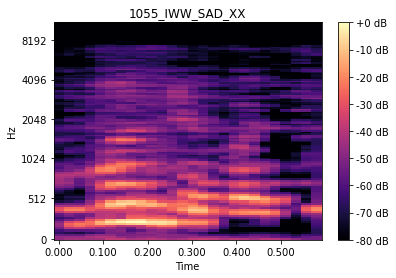 1055_IWW_SAD_XX
Hz
8192
4096
2048
1024
512
0
0.000
0.100
0.200
0.300
0.400
0.500
Time
+0 dB
-10 dB
-20 dB
-30 dB
-40 dB
-50 dB
-60 dB
-70 dB
-80 dB